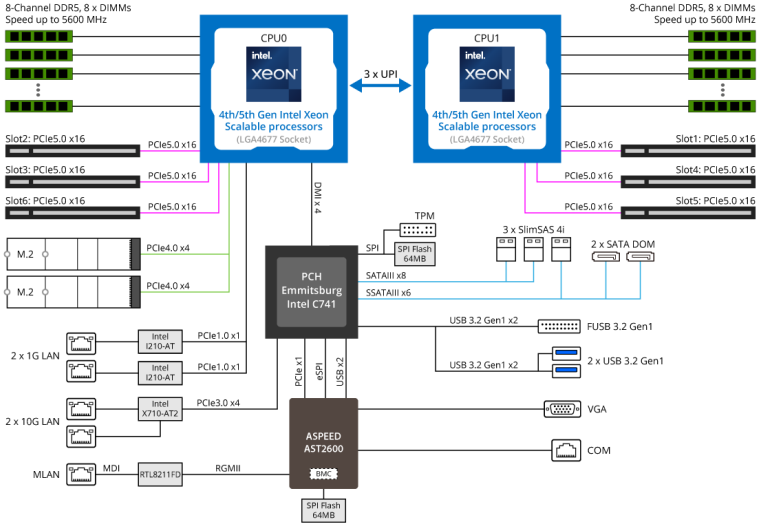 8-Channel DDR5, 8 x DIMMs
Speed up to 5600 MHz
8-Channel DDR5, 8 x DIMMs
Speed up to 5600 MHz
CPU0
intel.
xeon
4th/5th Gen Intel Xeon
Scalable processors
(LGA4677 Socket)
3 x UPI
CPU1
intel.
xeon
4th/5th Gen Intel Xeon
Scalable processors
(LGA4677 Socket)
Slot2: PCIe5.0 x16
PCIe5.0 x16
Slot3: PCIe5.0 x16
PCIe5.0 x16
Slot6: PCIe5.0 x16
PCIe5.0 x16
PCIe5.0 x16
Slot1: PCIe5.0 x16
PCIe5.0 x16
Slot4: PCIe5.0 x16
PCIe5.0 x16
Slot5: PCIe5.0 x16
DMI x 4
M.2
PCIe4.0 x4
M.2
PCIe4.0 x4
TPM
SPI
SPI Flash
64MB
3 x SlimSAS 4i
2 x SATA DOM
PCH
Emmitsburg
Intel C741
SATAIII x8
SSATAIII x6
USB 3.2 Gen1 x2
FUSB 3.2 Gen1
USB 3.2 Gen1 x2
2 x USB 3.2 Gen1
2 x 1G LAN
Intel
I210-AT
PCIe1.0 x1
Intel
I210-AT
PCIe1.0 x1
2 x 10G LAN
Intel
X710-AT2
PCIe3.0 x4
PCIe x1
eSPI
USB x2
ASPEED
AST2600
BMC
VGA
COM
MLAN
MDI
RTL8211FD
RGMII
SPI Flash
64MB